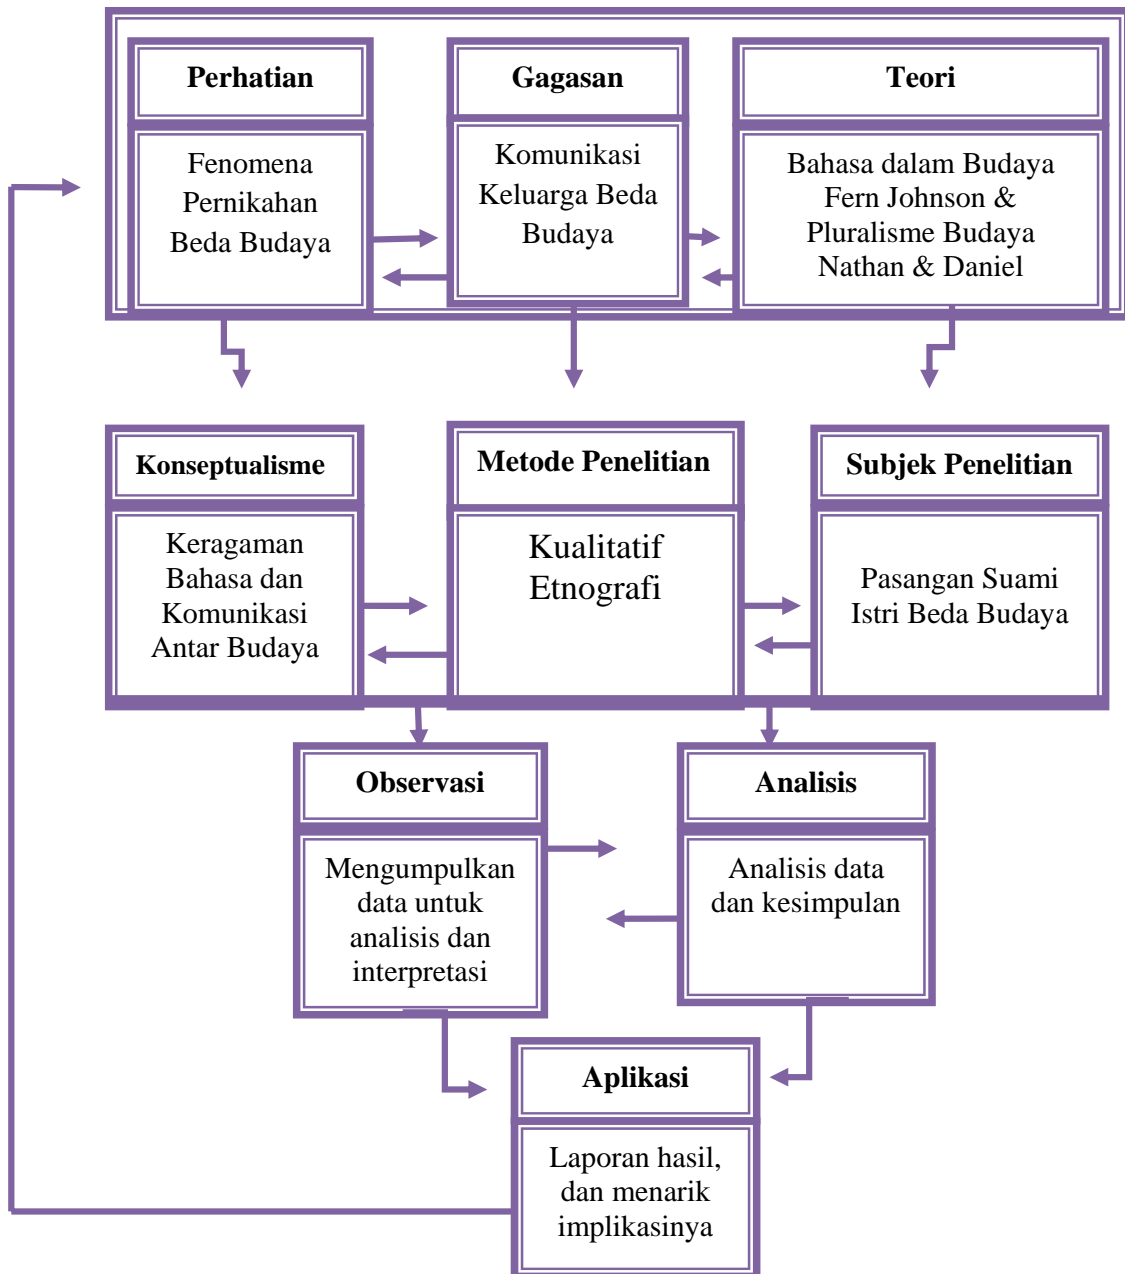 Perhatian
Fenomena
Pernikahan
Beda Budaya
Gagasan
Komunikasi
Keluarga Beda
Budaya
Teori
Bahasa dalam Budaya
Fern Johnson &
Pluralisme Budaya
Nathan & Daniel
Konseptualisme
Keragaman
Bahasa dan
Komunikasi
Antar Budaya
Metode Penelitian
Kualitatif
Etnografi
Subjek Penelitian
Pasangan Suami
Istri Beda Budaya
Observasi
Mengumpulkan
data untuk
analisis dan
interpretasi
Analisis
Analisis data
dan kesimpulan
Aplikasi
Laporan hasil,
dan menarik
implikasinya